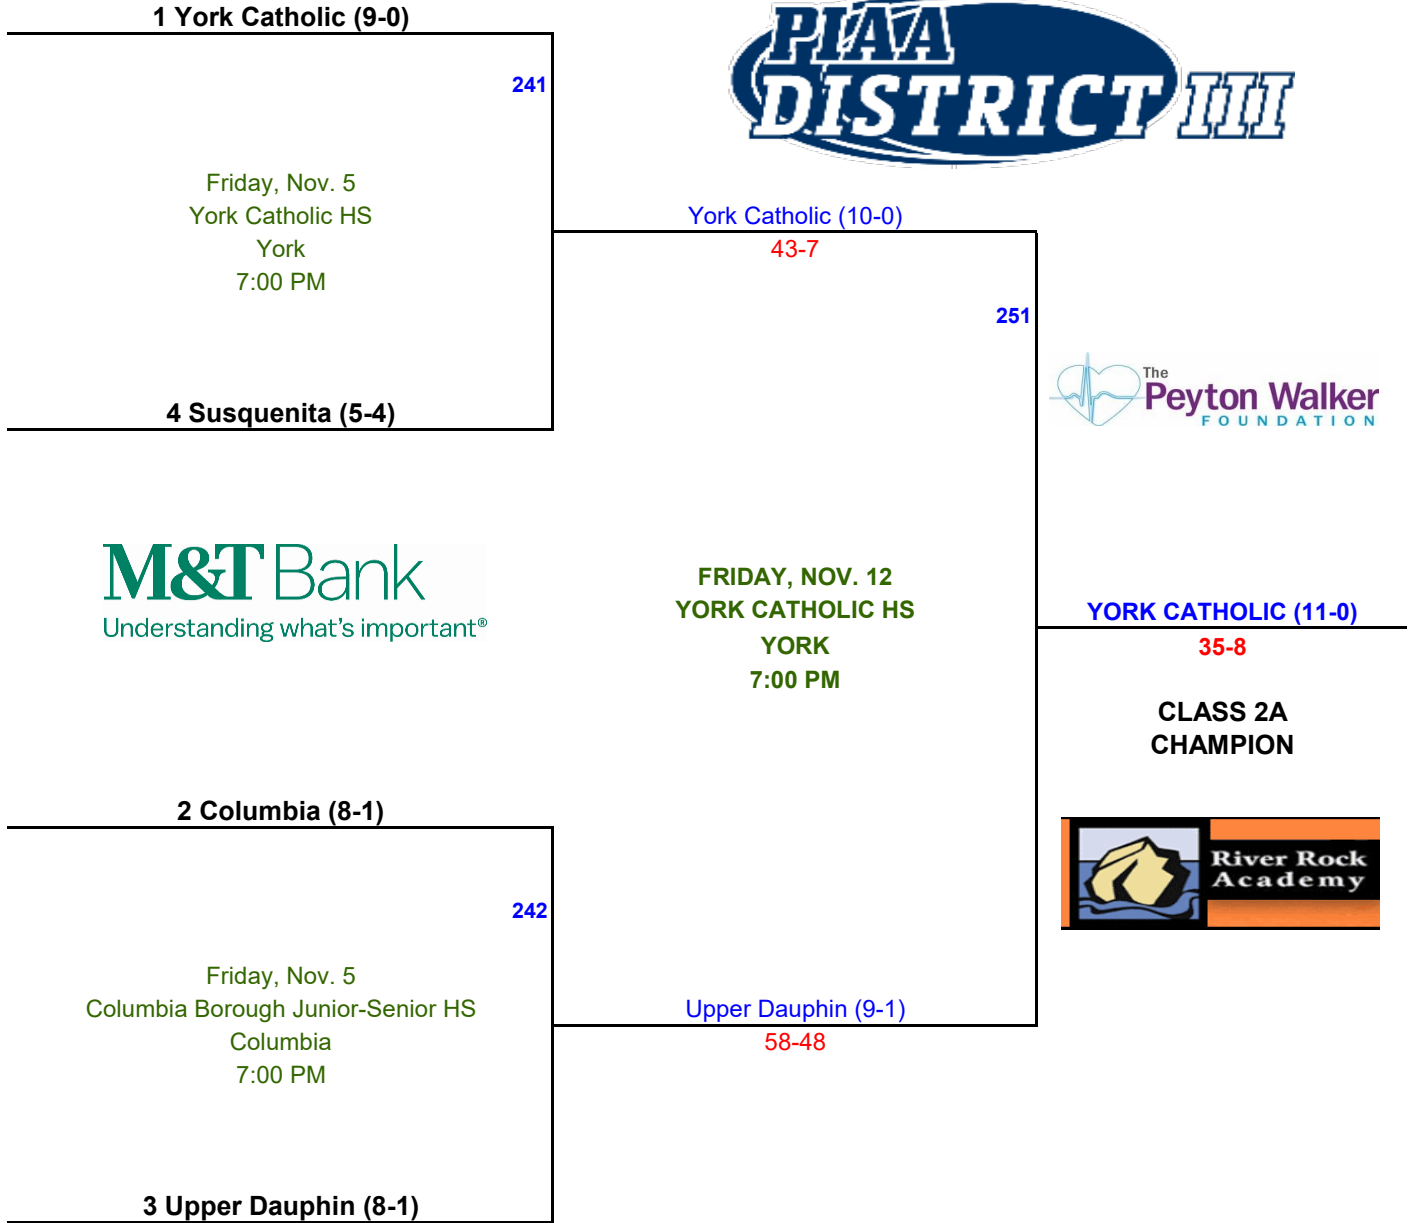 1 York Catholic (9-0)
PIAA
DISTRICT III
241
Friday, Nov. 5
York Catholic HS
York
7:00 PM
York Catholic (10-0)
43-7
251
4 Susquenita (5-4)
The
Peyton Walker
FOUNDATION
M&T Bank
Understanding what's important®
FRIDAY, NOV. 12
YORK CATHOLIC HS
YORK
7:00 PM
YORK CATHOLIC (11-0)
35-8
CLASS 2A
CHAMPION
2 Columbia (8-1)
River Rock
Academy
242
Friday, Nov. 5
Columbia Borough Junior-Senior HS
Columbia
7:00 PM
Upper Dauphin (9-1)
58-48
3 Upper Dauphin (8-1)